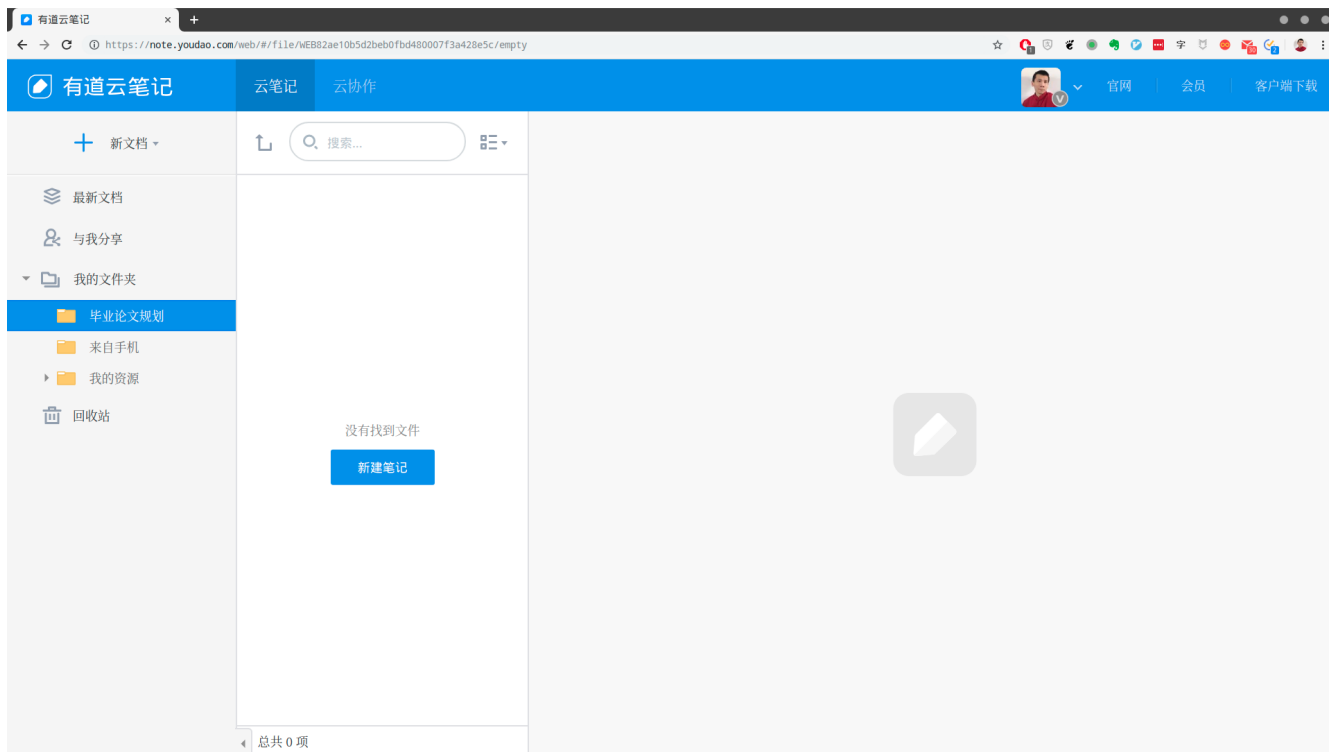 有道云笔记
https://note.youdao.com/web/#/file/WEB82ae10b5d2beb0fbd480007f3a428e5c/empty
有道云笔记 云笔记 云协作 官网 会员 客户端下载
新文档
搜索...
最新文档
与我分享
我的文件夹
毕业论文规划
来自手机
我的资源
回收站
没有找到文件
新建笔记
总共 0 项